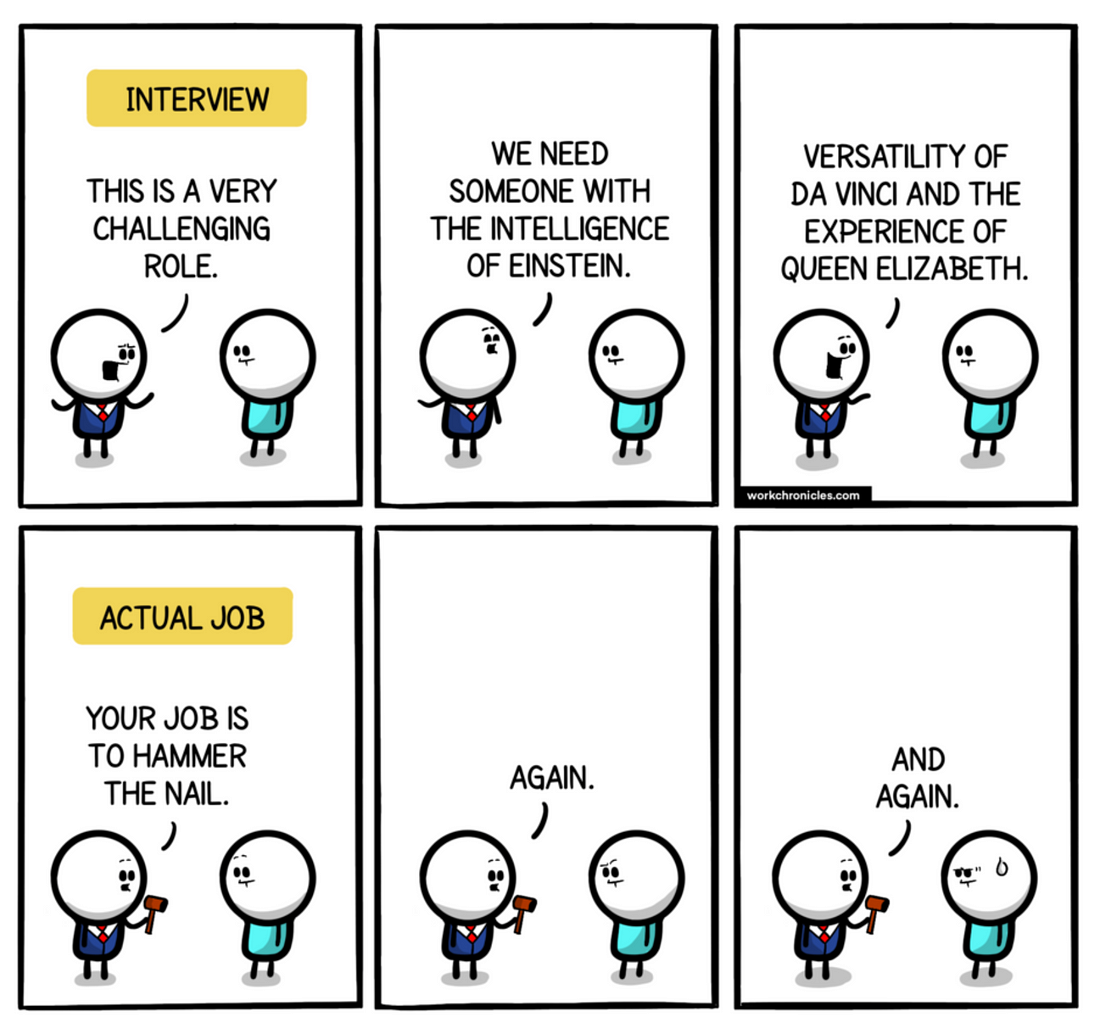 INTERVIEW
THIS IS A VERY
CHALLENGING
ROLE.
WE NEED
SOMEONE WITH
THE INTELLIGENCE
OF EINSTEIN.
VERSATILITY OF
DA VINCI AND THE
EXPERIENCE OF
QUEEN ELIZABETH.
workchronicles.com
ACTUAL JOB
YOUR JOB IS
TO HAMMER
THE NAIL.
AGAIN.
AND
AGAIN.